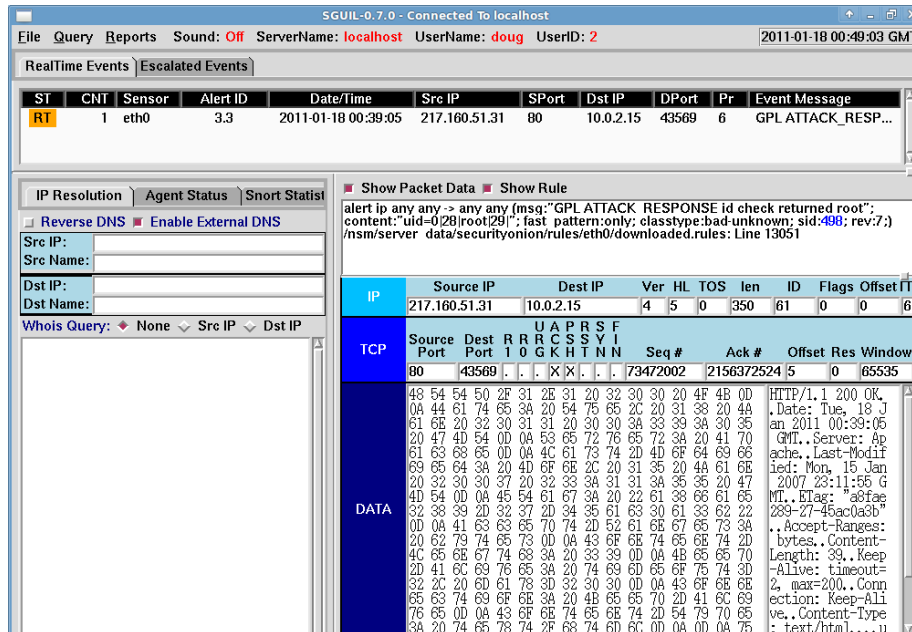 SGUIL-0.7.0 - Connected To localhost
File Query Reports Sound: Off ServerName: localhost UserName: doug UserID: 2 2011-01-18 00:49:03 GMT
RealTime Events Escalated Events
ST CNT Sensor Alert ID Date/Time Src IP SPort Dst IP DPort Pr Event Message
RT 1 eth0 3.3 2011-01-18 00:39:05 217.160.51.31 80 10.0.2.15 43569 6 GPL ATTACK_RESP...
IP Resolution Agent Status Snort Statist
Reverse DNS Enable External DNS
Src IP:
Src Name:
Dst IP:
Dst Name:
Whois Query: None Src IP Dst IP
Show Packet Data Show Rule
alert ip any any -> any any (msg:"GPL ATTACK_RESPONSE id check returned root";
content:"uid=0|28|root|29|"; fast_pattern:only; classtype:bad-unknown; sid:498; rev:7;)
/nsm/server_data/securityonion/rules/eth0/downloaded.rules: Line 13051
IP
Source IP Dest IP Ver HL TOS len ID Flags Offset
217.160.51.31 10.0.2.15 4 5 0 350 61 0 0
TCP
U A P R S F
Source Dest R R R C S S Y I
Port Port 1 0 G K H T N N Seq # Ack # Offset Res Window
80 43569 . . . X X . . . 73472002 2156372524 5 0 65535
DATA
48 54 54 50 2F 31 2E 31 20 32 30 30 20 4F 4B 0D HTTP/1.1 200 OK.
0A 44 61 74 65 3A 20 54 75 65 2C 20 31 38 20 4A .Date: Tue, 18 J
61 6E 20 32 30 31 31 20 30 30 3A 33 39 3A 30 35 an 2011 00:39:05
20 47 4D 54 0D 0A 53 65 72 76 65 72 3A 20 41 70 GMT..Server: Ap
61 63 68 65 0D 0A 4C 61 73 74 2D 4D 6F 64 69 66 ache..Last-Modif
69 65 64 3A 20 4D 6F 6E 2C 20 31 35 20 4A 61 6E ied: Mon, 15 Jan
20 32 30 30 37 20 32 33 3A 31 31 3A 35 35 20 47 2007 23:11:55 G
4D 54 0D 0A 45 54 61 67 3A 20 22 61 38 66 61 65 MT..ETag: "a8fae
32 38 39 2D 32 37 2D 34 35 61 63 30 61 33 62 22 289-27-45ac0a3b"
0D 0A 41 63 63 65 70 74 2D 52 61 6E 67 65 73 3A ..Accept-Ranges:
20 62 79 74 65 73 0D 0A 43 6F 6E 74 65 6E 74 2D bytes..Content-
4C 65 6E 67 74 68 3A 20 33 39 0D 0A 4B 65 65 70 Length: 39..Keep
2D 41 6C 69 76 65 3A 20 74 69 6D 65 6F 75 74 3D -Alive: timeout=
32 2C 20 6D 61 78 3D 32 30 30 0D 0A 43 6F 6E 6E 2, max=200..Conn
65 63 74 69 6F 6E 3A 20 4B 65 65 70 2D 41 6C 69 ection: Keep-Ali
76 65 0D 0A 43 6F 6E 74 65 6E 74 2D 54 79 70 65 ve..Content-Type
3A 20 74 65 78 74 2F 68 74 6D 6C 0D 0A 0D 0A 75 : text/html....u